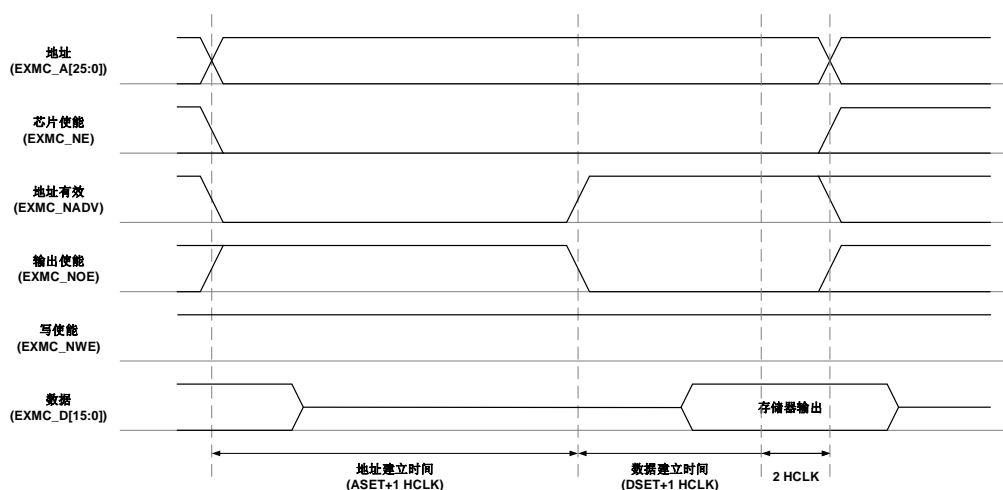 地址
(EXMC_A[25:0])
芯片使能
(EXMC_NE)
地址有效
(EXMC_NADV)
输出使能
(EXMC_NOE)
写使能
(EXMC_NWE)
数据
(EXMC_D[15:0])
存储器输出
地址建立时间
(ASET+1 HCLK)
数据建立时间
(DSET+1 HCLK)
2 HCLK